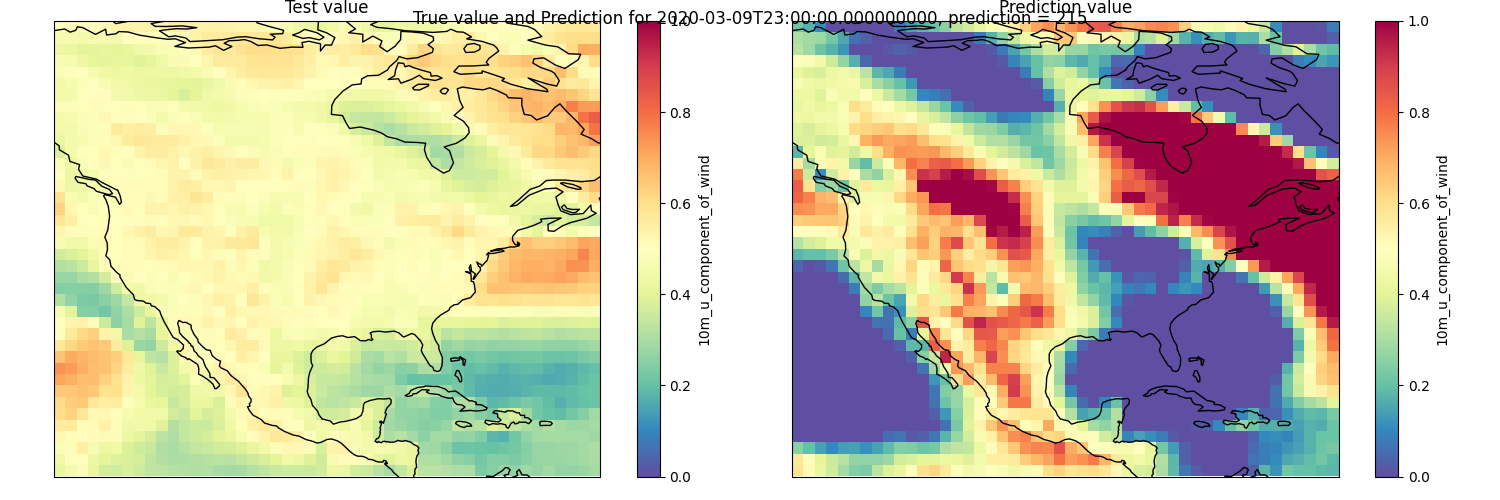 Test value
True value and Prediction for 2020-03-09T23:00:00.000000000, prediction = 215
Prediction value
1.0
0.8
0.6
0.4
0.2
0.0
10m_u_component_of_wind
1.0
0.8
0.6
0.4
0.2
0.0
10m_u_component_of_wind